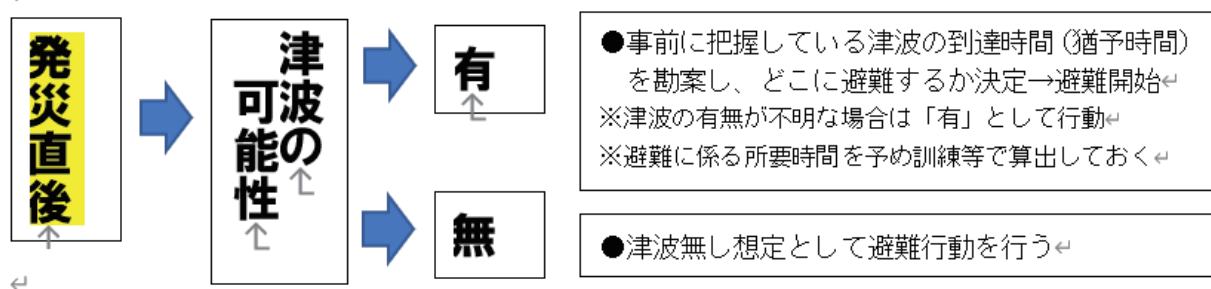 発災直後
津波の
可能性
有
●事前に把握している津波の到達時間(猶予時間)
を勘案し、どこに避難するか決定→避難開始
※津波の有無が不明な場合は「有」として行動
※避難に係る所要時間を予め訓練等で算出しておく
無
●津波無し想定として避難行動を行う